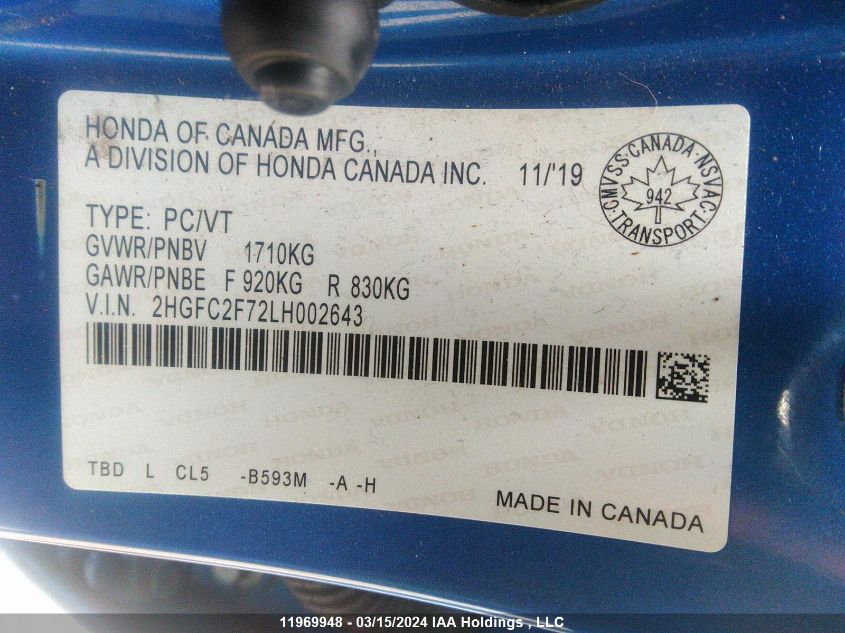 HONDA OF CANADA MFG.,
A DIVISION OF HONDA CANADA INC. 11/'19
CMVSS·CANADA·NSVAC·TRANSPORT·
942
TYPE: PC/VT
GVWR/PNBV 1710KG
GAWR/PNBE F 920KG R 830KG
V.I.N. 2HGFC2F72LH002643
TBD L CL5 -B593M -A -H
MADE IN CANADA
11969948 - 03/15/2024 IAA Holdings , LLC